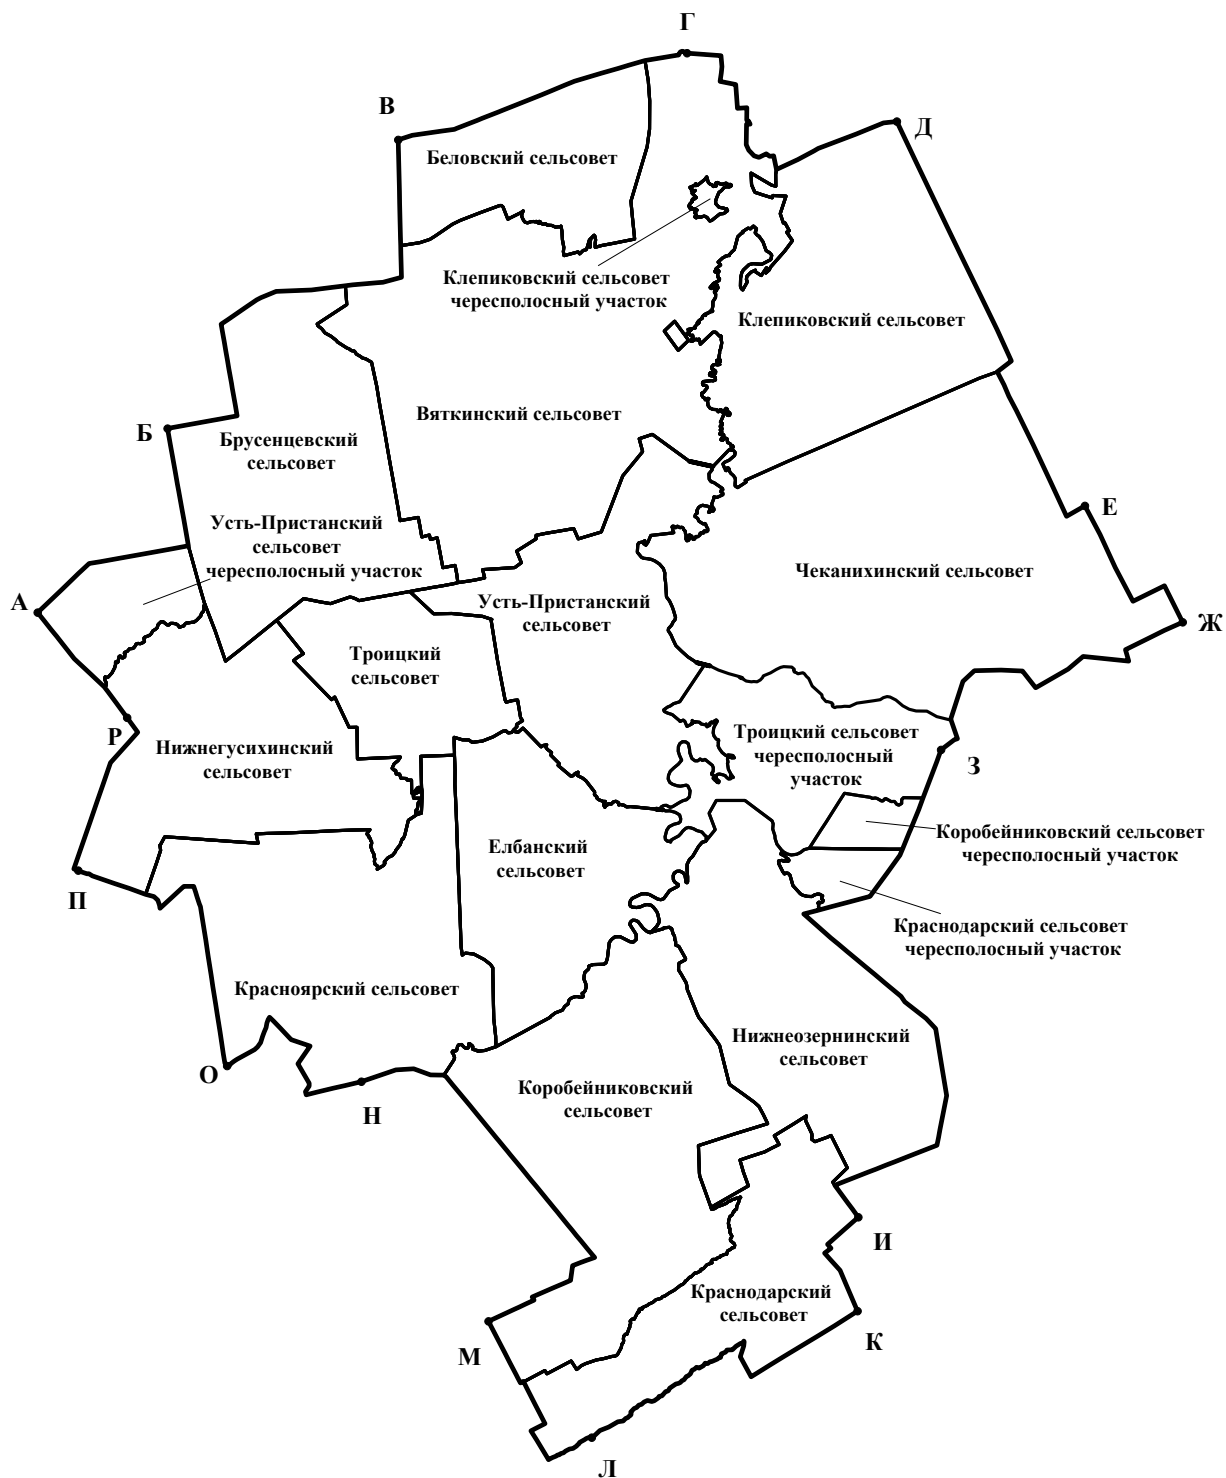 Г
В
Д
Беловский сельсовет
Клепиковский сельсовет
чересполосный участок
Клепиковский сельсовет
Вяткинский сельсовет
Б
Брусенцевский
сельсовет
Е
Усть-Пристанский
сельсовет
чересполосный участок
Чеканихинский сельсовет
А
Усть-Пристанский
сельсовет
Ж
Троицкий
сельсовет
Р
Нижнегусихинский
сельсовет
Троицкий сельсовет
чересполосный
участок
З
Коробейниковский сельсовет
чересполосный участок
Елбанский
сельсовет
П
Краснодарский сельсовет
чересполосный участок
Красноярский сельсовет
Нижнеозернинский
сельсовет
О
Коробейниковский
сельсовет
Н
И
Краснодарский
сельсовет
М
К
Л